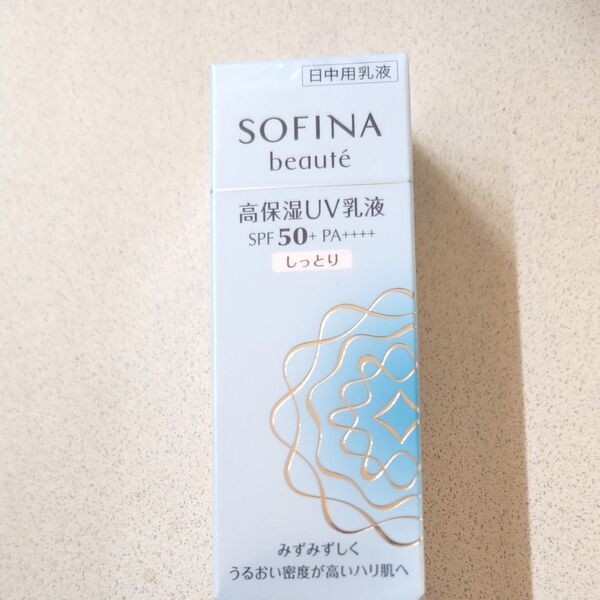 日中用乳液
SOFINA
beauté
高保湿UV乳液
SPF 50+ PA++++
しっとり
みずみずしく
うるおい密度が高いハリ肌へ